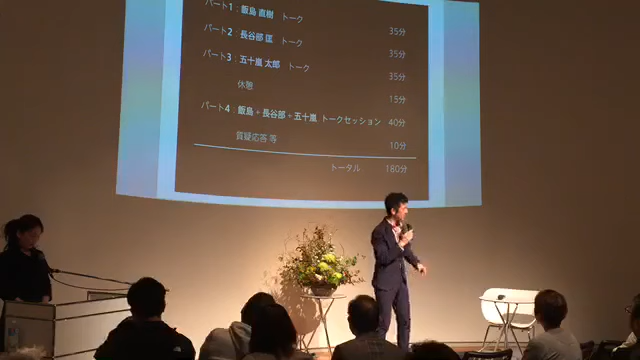 パート1：飯島 直樹 トーク 35分
パート2：長谷部 匡 トーク 35分
パート3：五十嵐 太郎 トーク 35分
休憩 15分
パート4：飯島＋長谷部＋五十嵐 トークセッション 40分
質疑応答 等 10分
トータル 180分